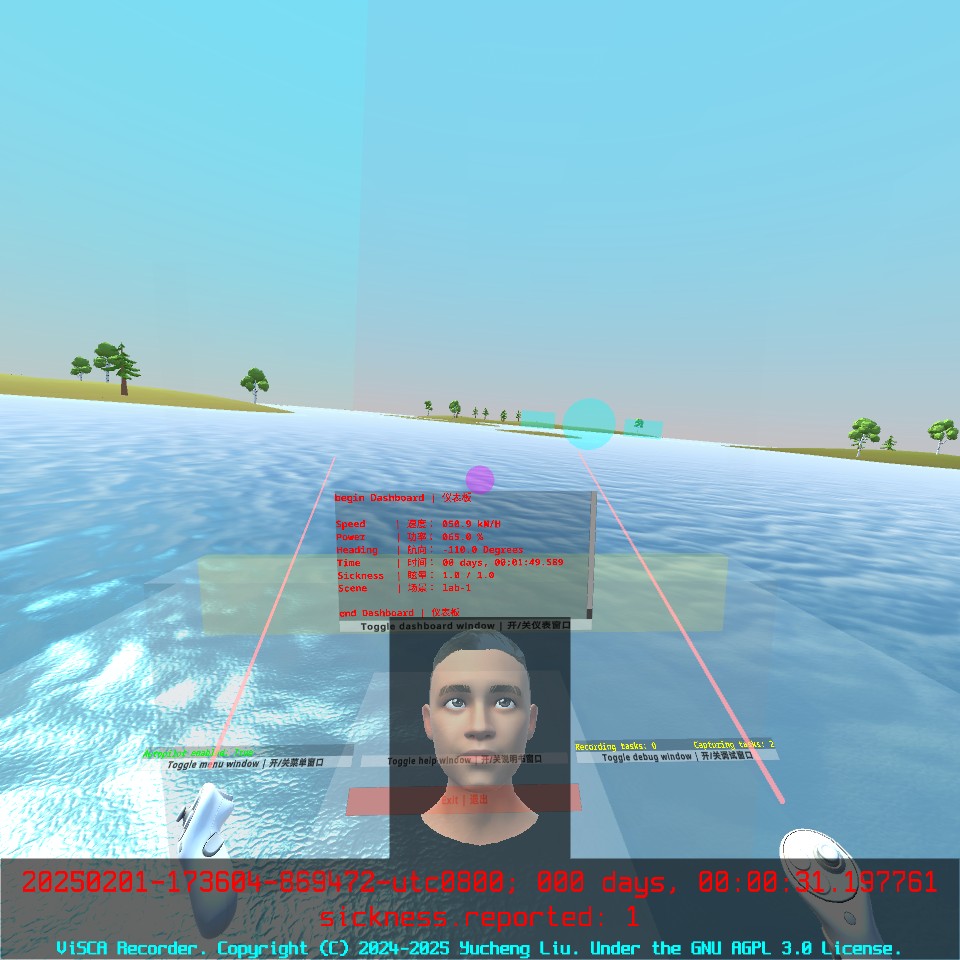 begin Dashboard | 仪表板
Speed | 速度: 050.9 kM/H
Power | 功率: 065.0 %
Heading | 航向: -110.0 Degrees
Time | 时间: 00 days, 00:01:49.589
Sickness | 眩晕: 1.0 / 1.0
Scene | 场景: lab-1
end Dashboard | 仪表板
Toggle dashboard window | 开/关仪表窗口
Autopilot enabled: True
Recording tasks: 0 Capturing tasks: 2
Toggle menu window | 开/关菜单窗口
Toggle help window | 开/关说明书窗口
Toggle debug window | 开/关调试窗口
Exit | 退出
20250201-173604-869472-utc0800; 000 days, 00:00:31.197761
sickness.reported: 1
ViSCA Recorder. Copyright (C) 2024-2025 Yucheng Liu. Under the GNU AGPL 3.0 License.